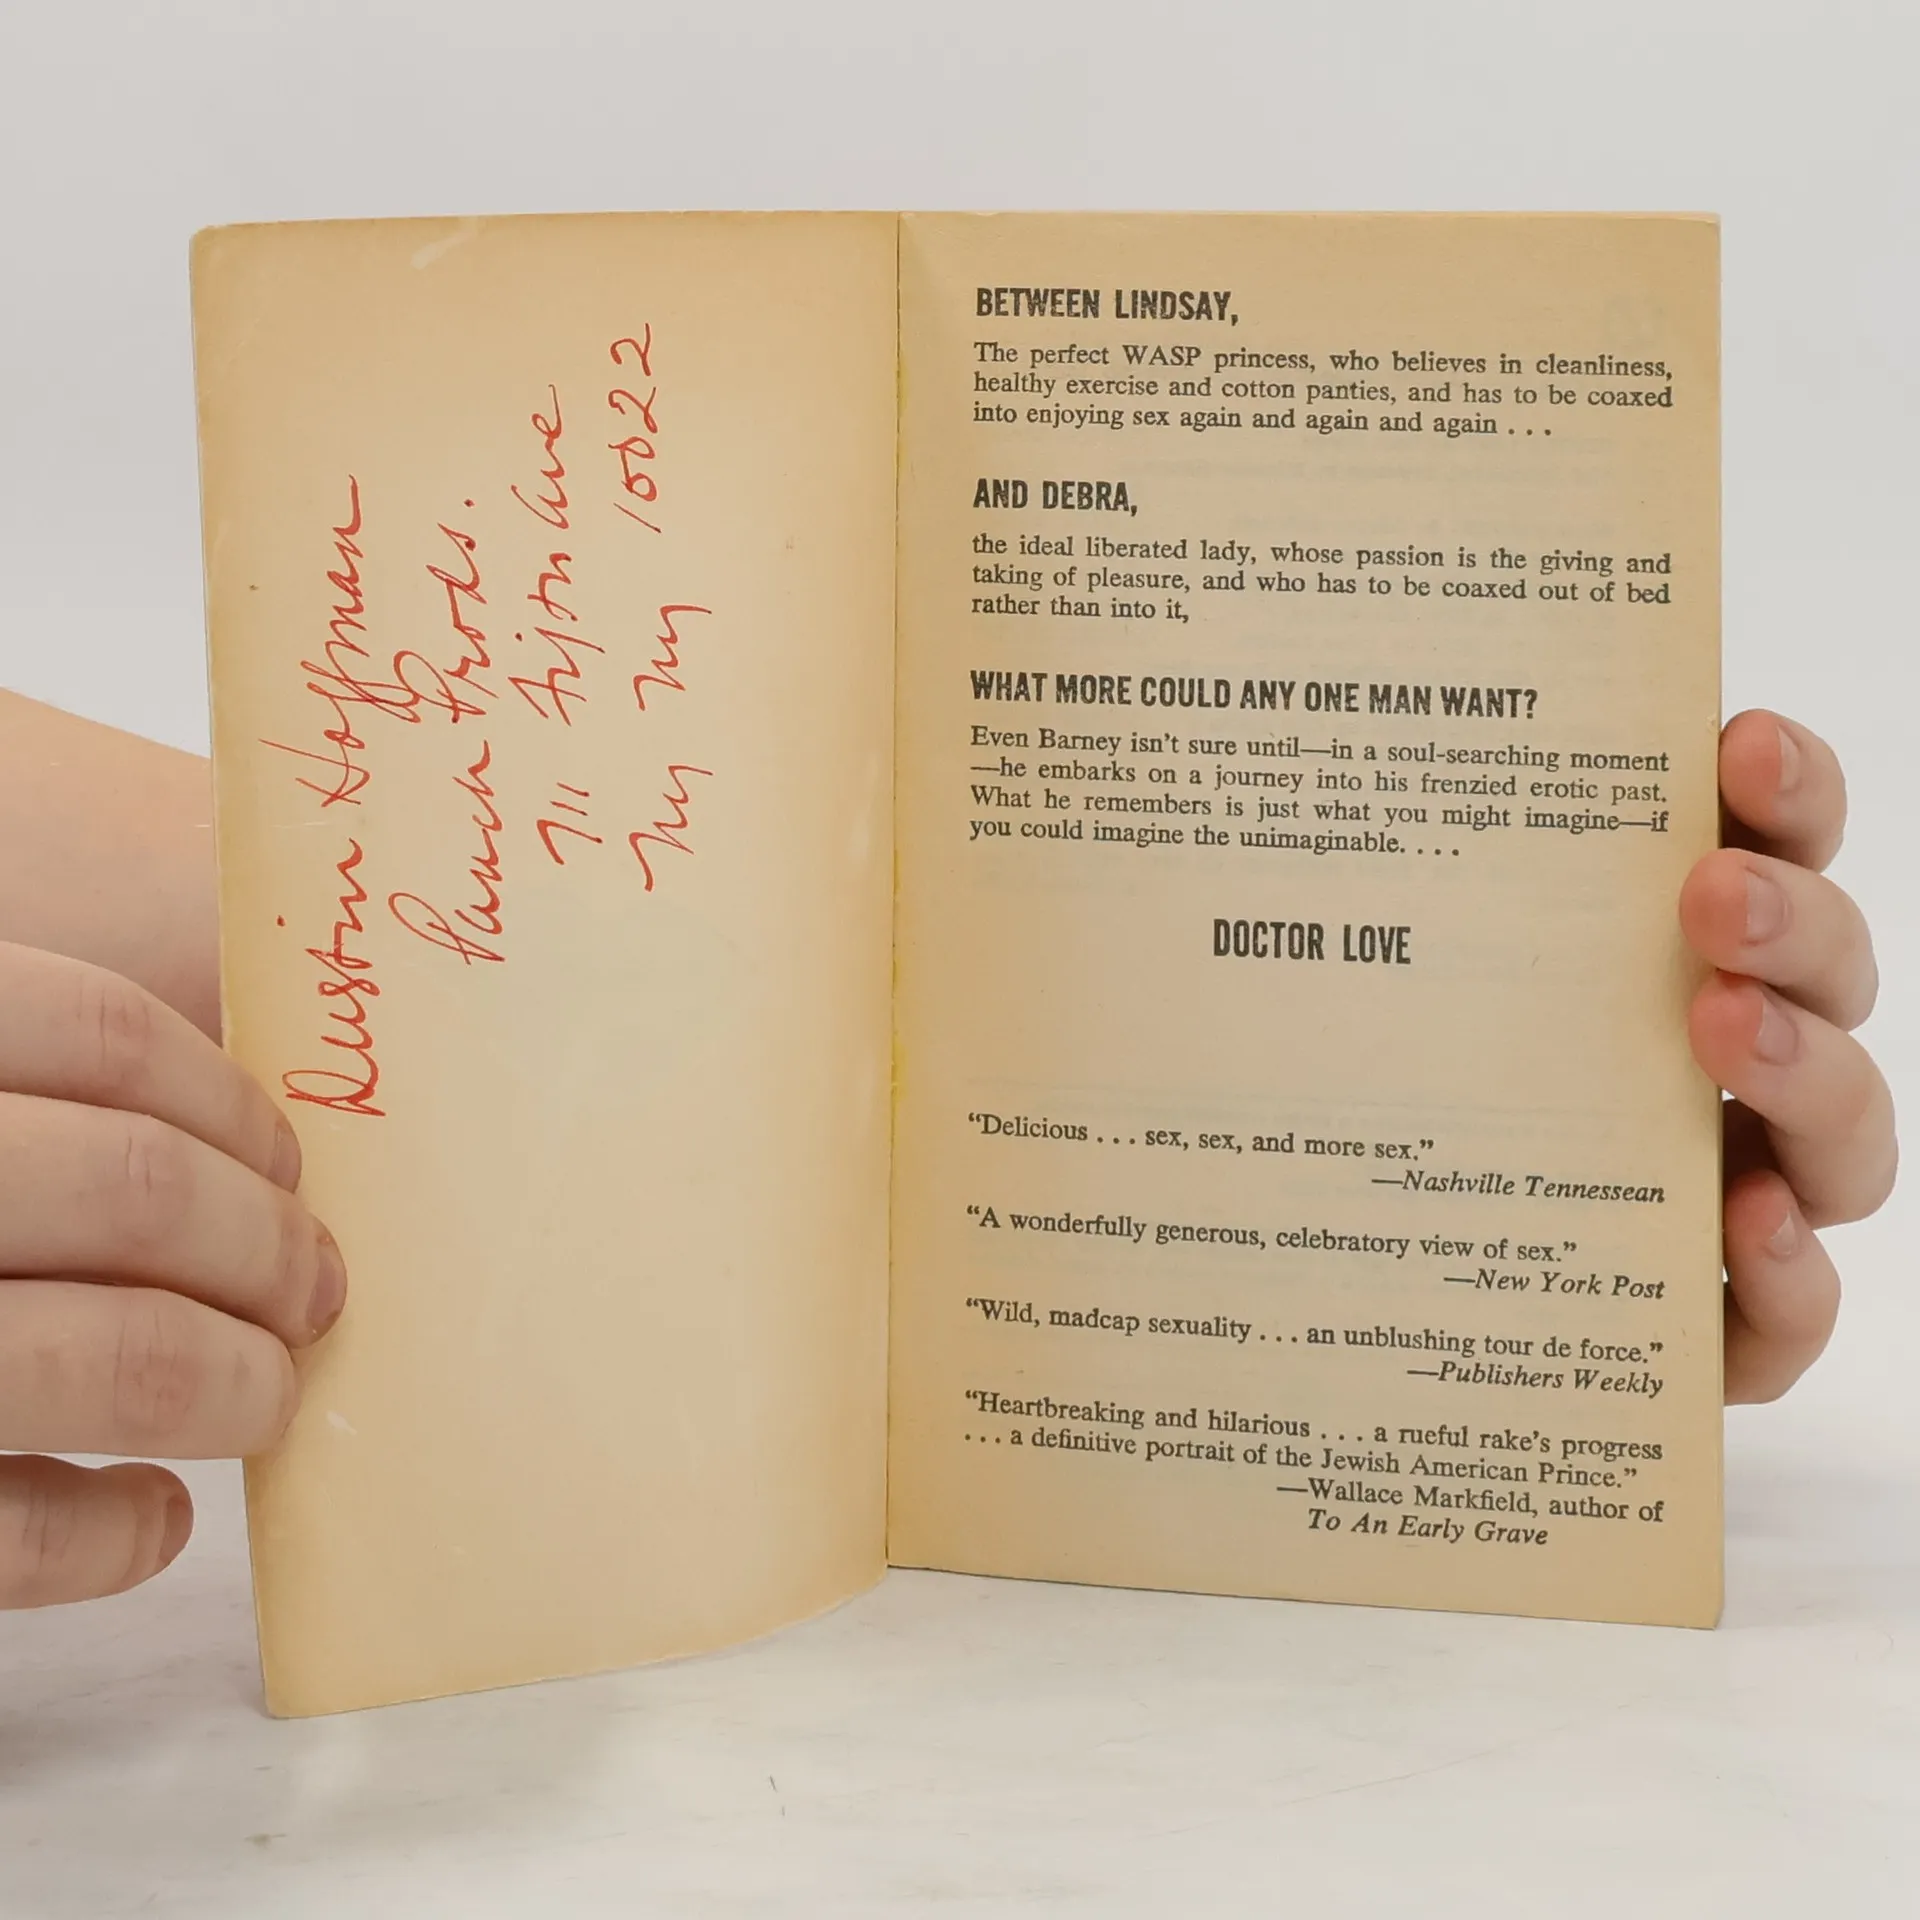 Dustin Hoffman
Punch Prods.
711 Fifth Ave
Ny Ny 10022
BETWEEN LINDSAY,
The perfect WASP princess, who believes in cleanliness,
healthy exercise and cotton panties, and has to be coaxed
into enjoying sex again and again and again . . .
AND DEBRA,
the ideal liberated lady, whose passion is the giving and
taking of pleasure, and who has to be coaxed out of bed
rather than into it,
WHAT MORE COULD ANY ONE MAN WANT?
Even Barney isn't sure until—in a soul-searching moment
—he embarks on a journey into his frenzied erotic past.
What he remembers is just what you might imagine—if
you could imagine the unimaginable. . . .
DOCTOR LOVE
“Delicious . . . sex, sex, and more sex.”
—Nashville Tennessean
“A wonderfully generous, celebratory view of sex.”
—New York Post
“Wild, madcap sexuality . . . an unblushing tour de force.”
—Publishers Weekly
“Heartbreaking and hilarious . . . a rueful rake's progress
. . . a definitive portrait of the Jewish American Prince.”
—Wallace Markfield, author of
To An Early Grave